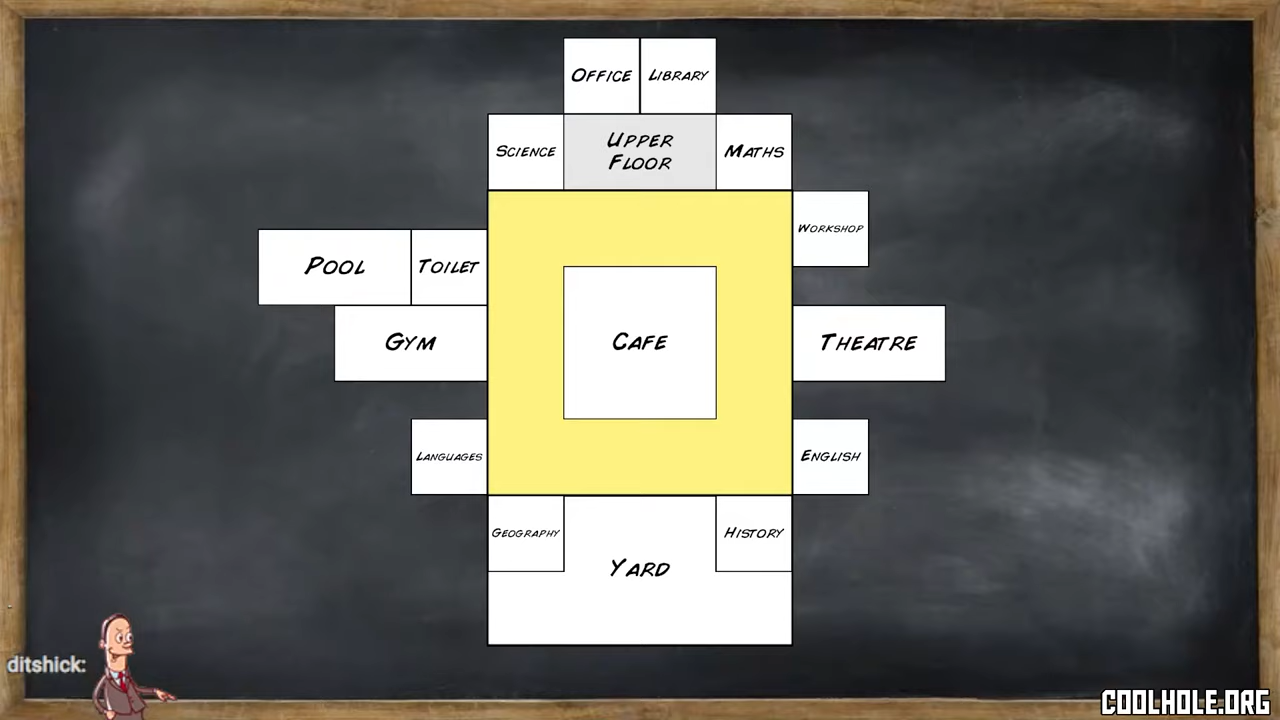 OFFICE
LIBRARY
SCIENCE
UPPER
FLOOR
MATHS
WORKSHOP
POOL
TOILET
GYM
CAFE
THEATRE
LANGUAGES
ENGLISH
GEOGRAPHY
HISTORY
YARD
ditshick:
COOLHOLE.ORG